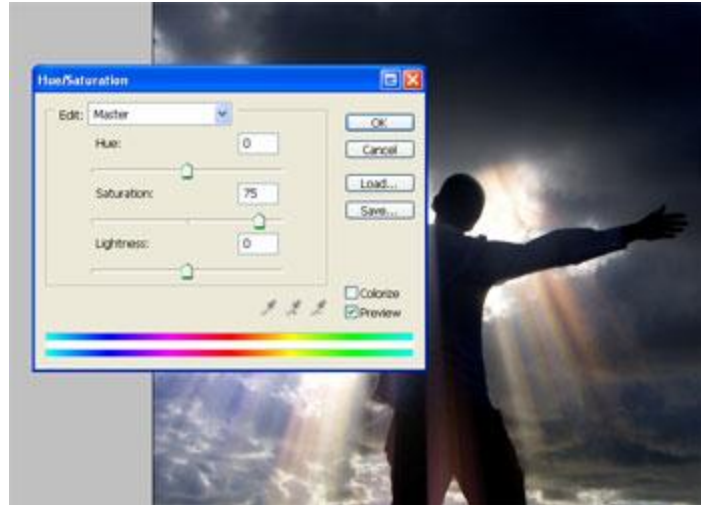 Hue/Saturation
Edit: Master
Hue: 0
Saturation: 75
Lightness: 0
OK
Cancel
Load...
Save...
Colorize
Preview